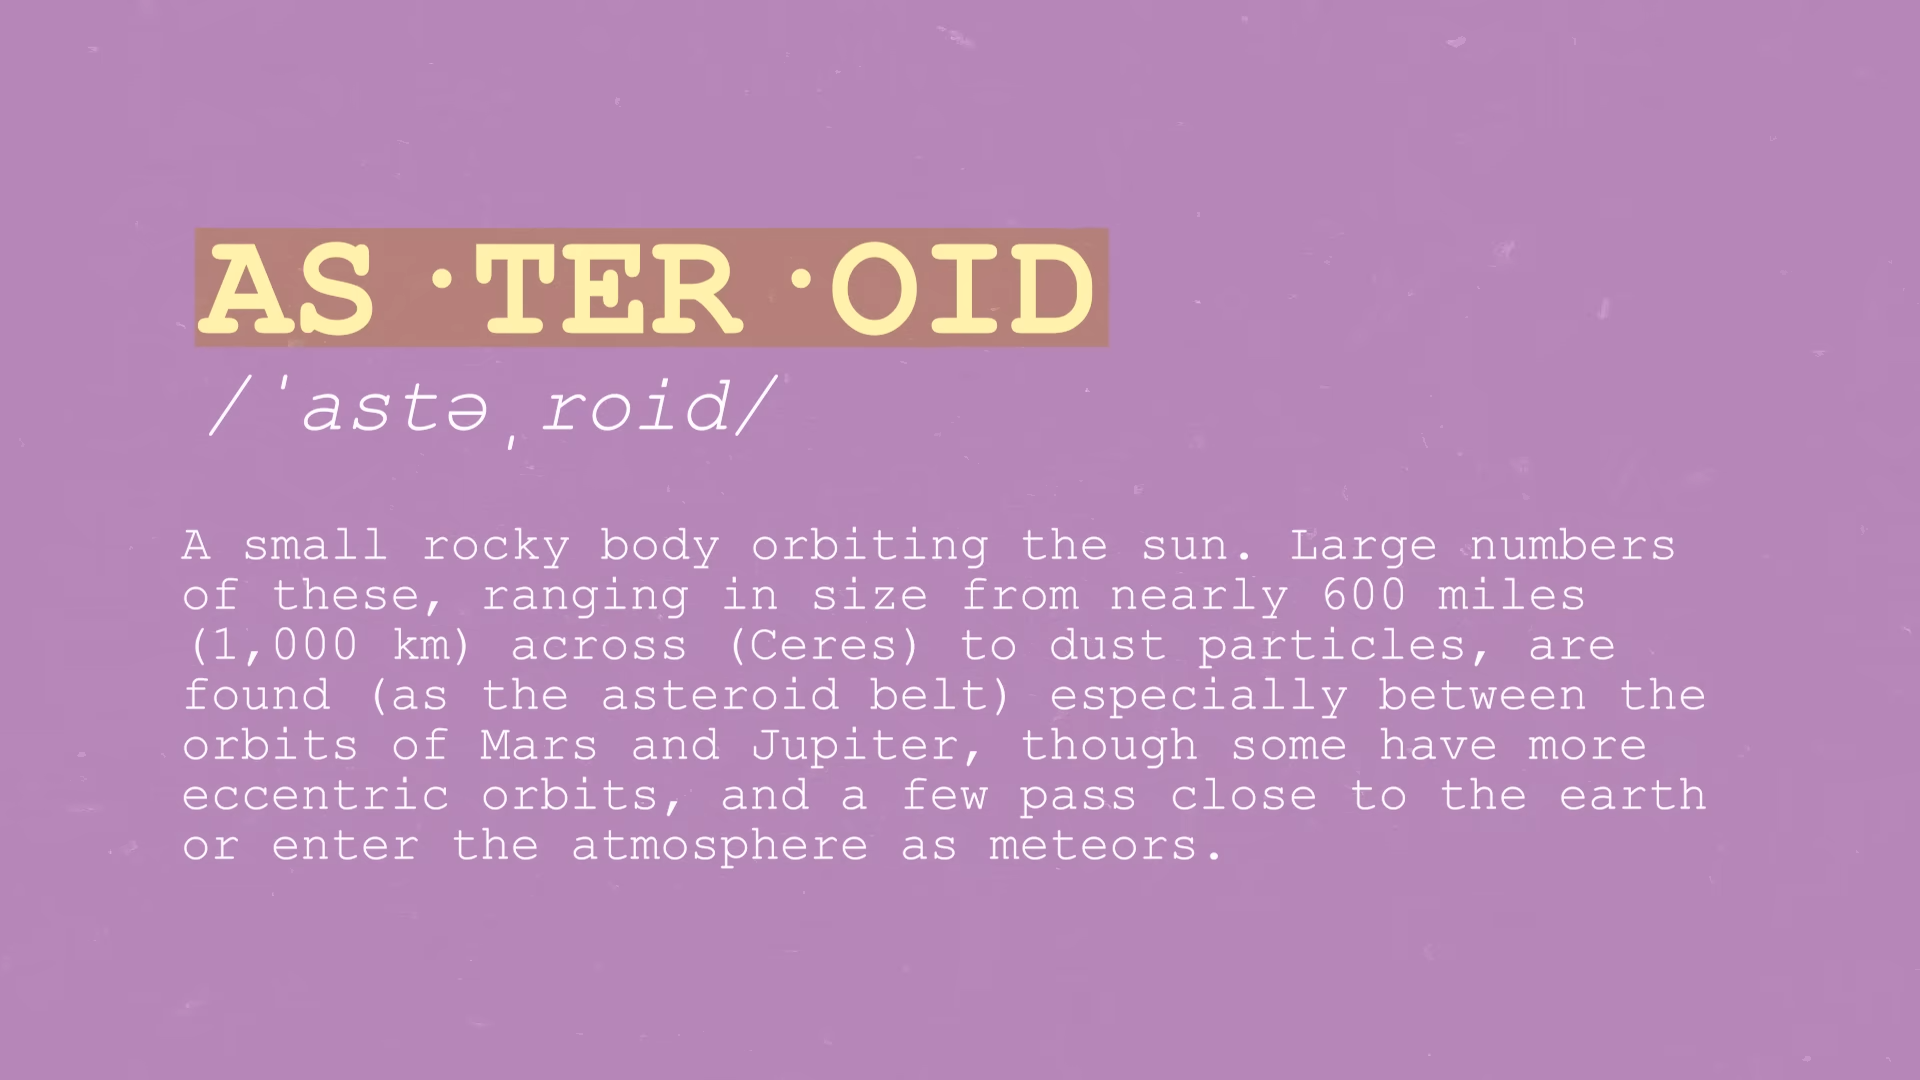 AS ·TER ·OID
/ˈastəˌroid/
A small rocky body orbiting the sun. Large numbers
of these, ranging in size from nearly 600 miles
(1,000 km) across (Ceres) to dust particles, are
found (as the asteroid belt) especially between the
orbits of Mars and Jupiter, though some have more
eccentric orbits, and a few pass close to the earth
or enter the atmosphere as meteors.